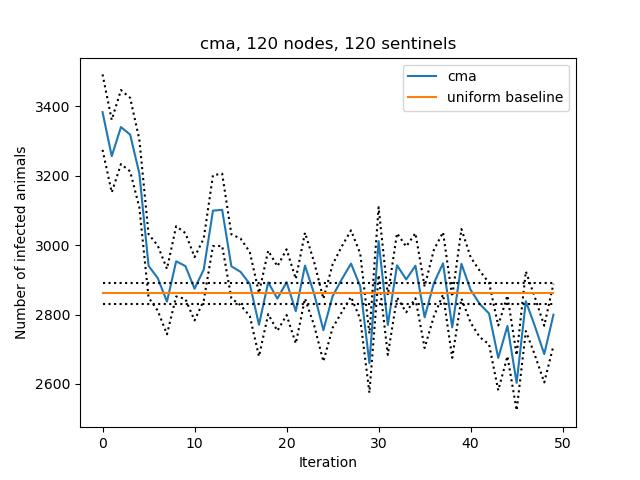 cma, 120 nodes, 120 sentinels
cma
uniform baseline
Number of infected animals
3400
3200
3000
2800
2600
0 10 20 30 40 50
Iteration